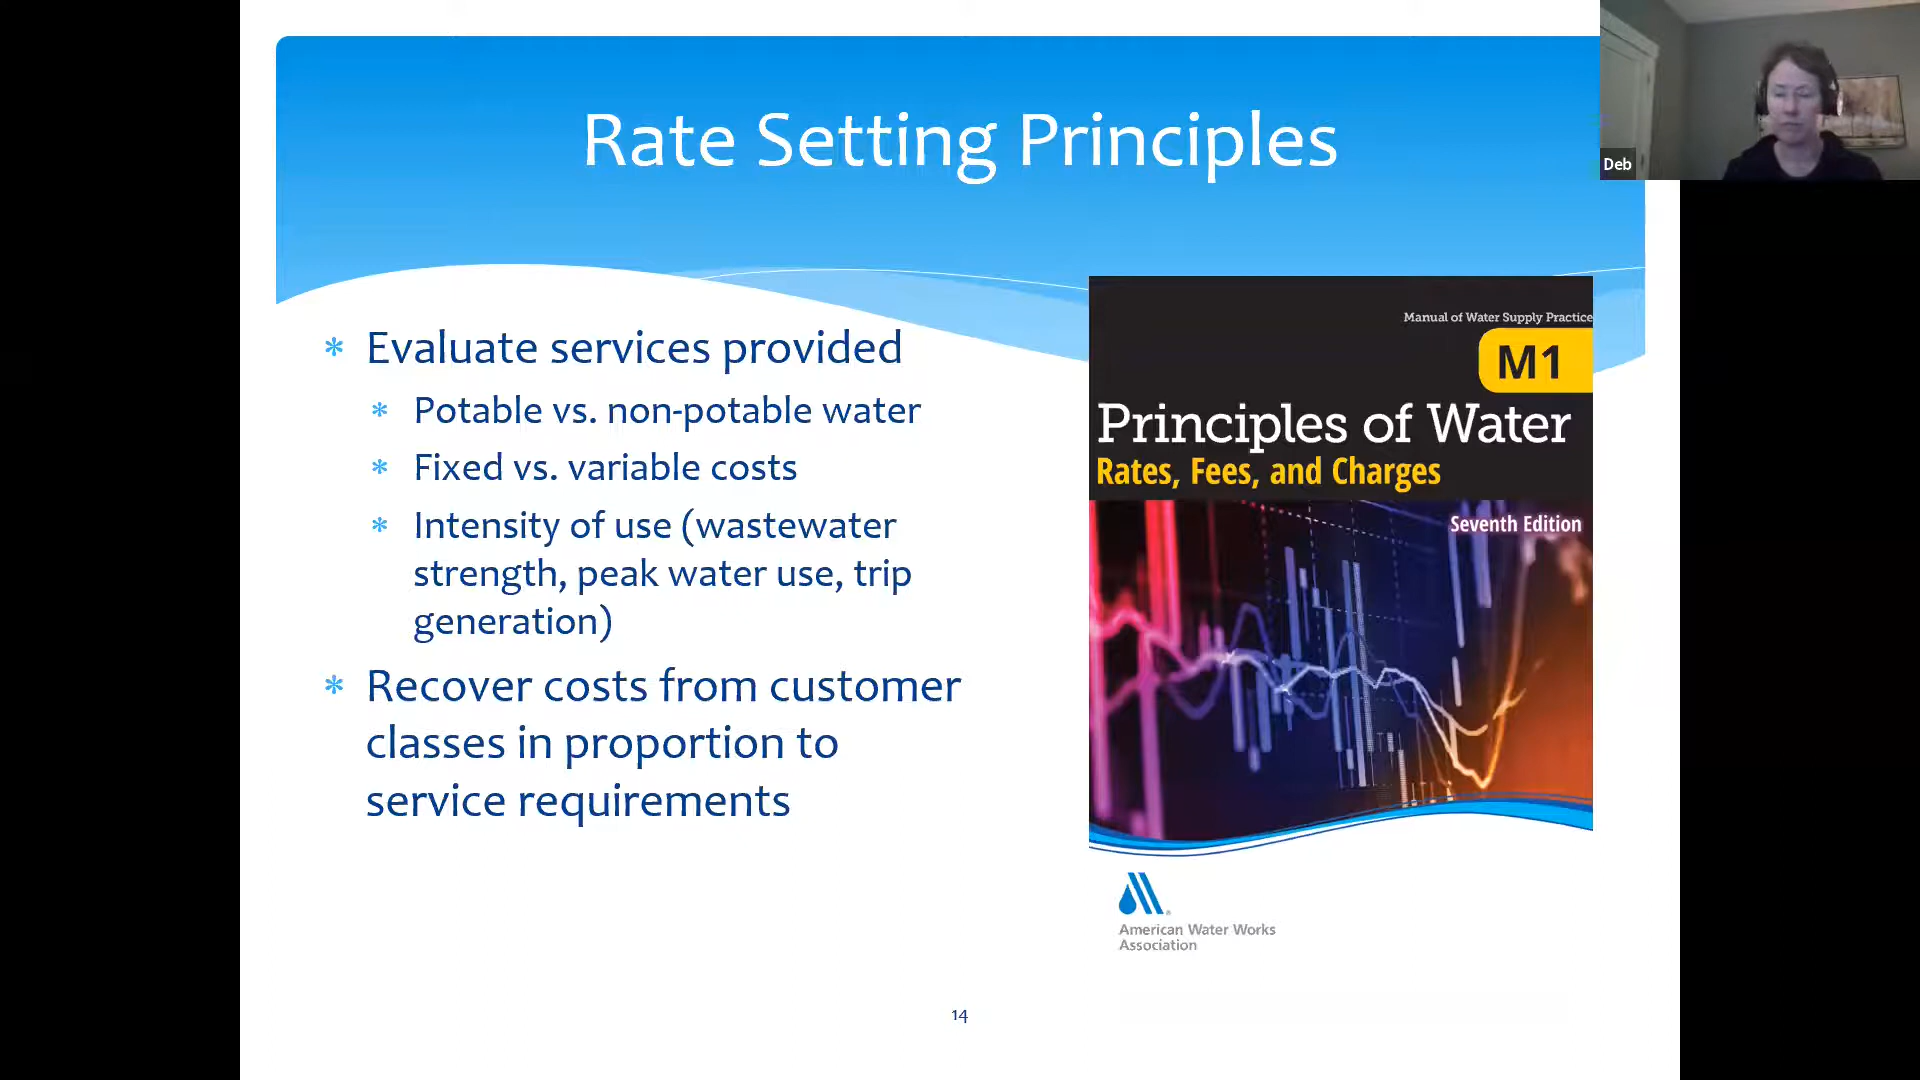 Rate Setting Principles
Deb
* Evaluate services provided
* Potable vs. non-potable water
* Fixed vs. variable costs
* Intensity of use (wastewater
strength, peak water use, trip
generation)
* Recover costs from customer
classes in proportion to
service requirements
Manual of Water Supply Practice
M1
Principles of Water
Rates, Fees, and Charges
Seventh Edition
American Water Works
Association
14